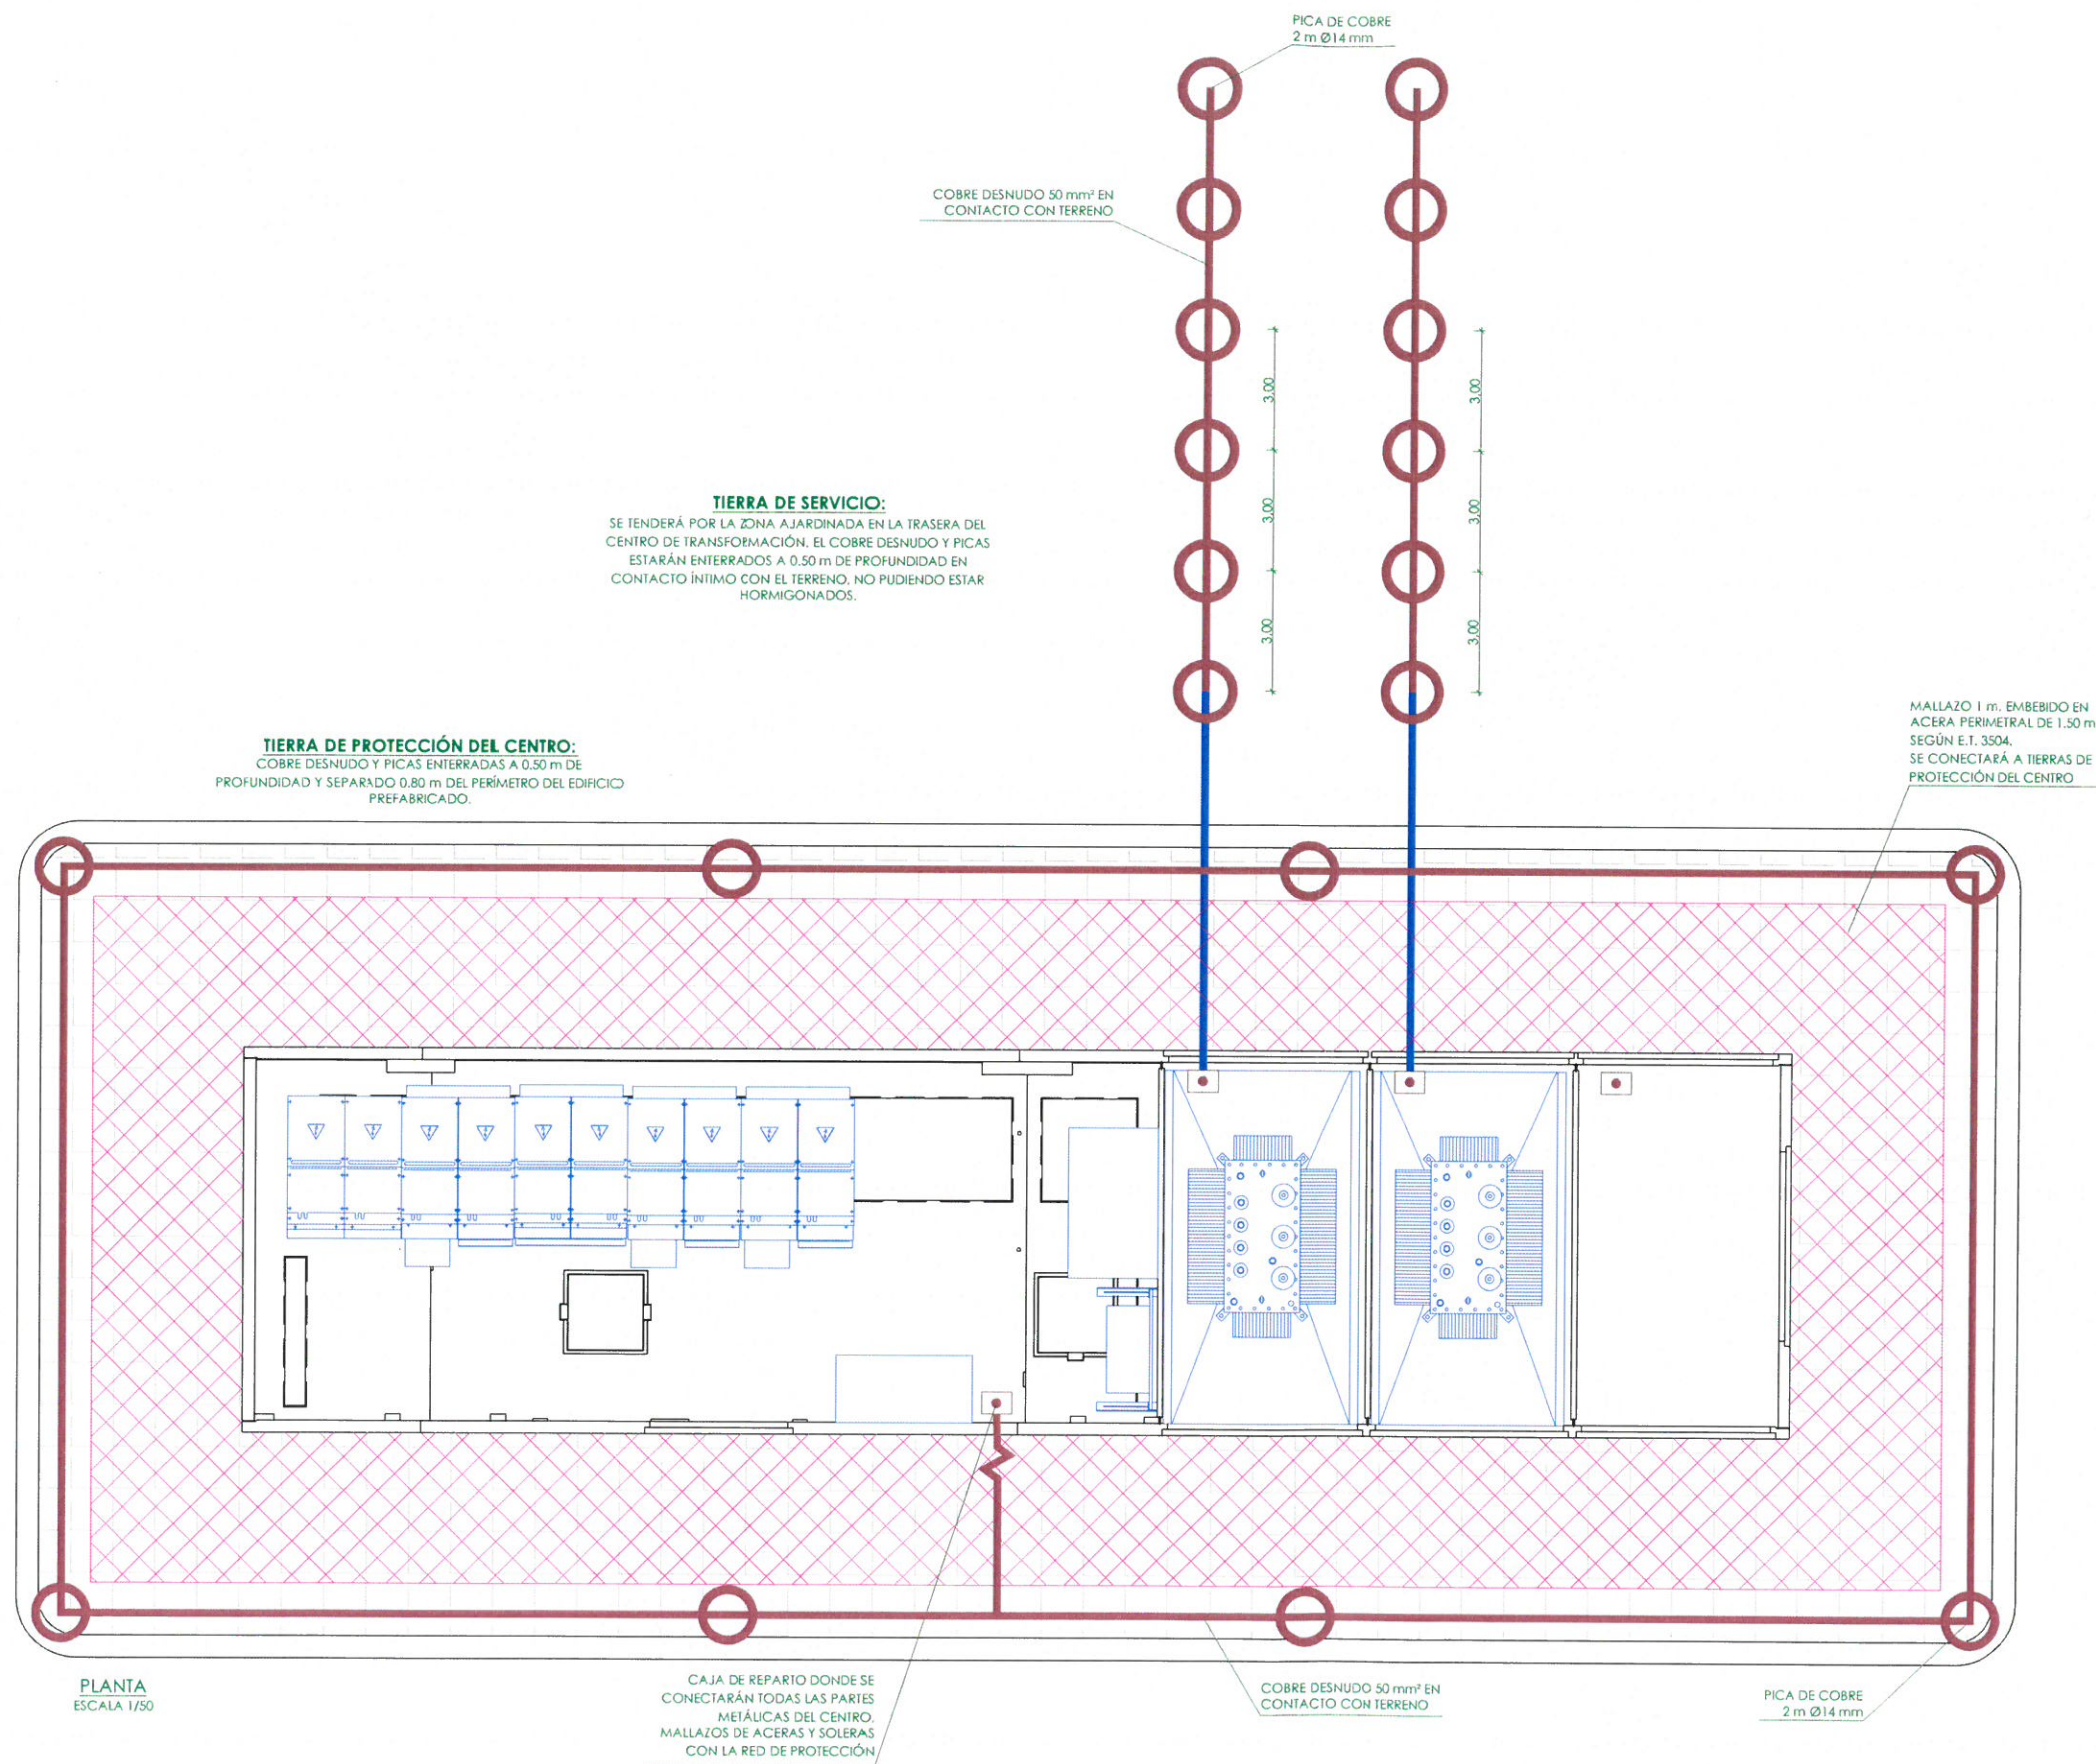 PICA DE COBRE
2 m Ø14 mm
COBRE DESNUDO 50 mm² EN
CONTACTO CON TERRENO
3.00
3.00
3.00
3.00
3.00
3.00
TIERRA DE SERVICIO:
SE TENDERÁ POR LA ZONA AJARDINADA EN LA TRASERA DEL
CENTRO DE TRANSFORMACIÓN. EL COBRE DESNUDO Y PICAS
ESTARÁN ENTERRADOS A 0.50 m DE PROFUNDIDAD EN
CONTACTO ÍNTIMO CON EL TERRENO, NO PUDIENDO ESTAR
HORMIGONADOS.
TIERRA DE PROTECCIÓN DEL CENTRO:
COBRE DESNUDO Y PICAS ENTERRADAS A 0.50 m DE
PROFUNDIDAD Y SEPARADO 0.80 m DEL PERÍMETRO DEL EDIFICIO
PREFABRICADO.
MALLAZO 1 m. EMBEBIDO EN
ACERA PERIMETRAL DE 1.50 m
SEGÚN E.T. 3504.
SE CONECTARÁ A TIERRAS DE
PROTECCIÓN DEL CENTRO
PLANTA
ESCALA 1/50
CAJA DE REPARTO DONDE SE
CONECTARÁN TODAS LAS PARTES
METÁLICAS DEL CENTRO.
MALLAZOS DE ACERAS Y SOLERAS
CON LA RED DE PROTECCIÓN
COBRE DESNUDO 50 mm² EN
CONTACTO CON TERRENO
PICA DE COBRE
2 m Ø14 mm